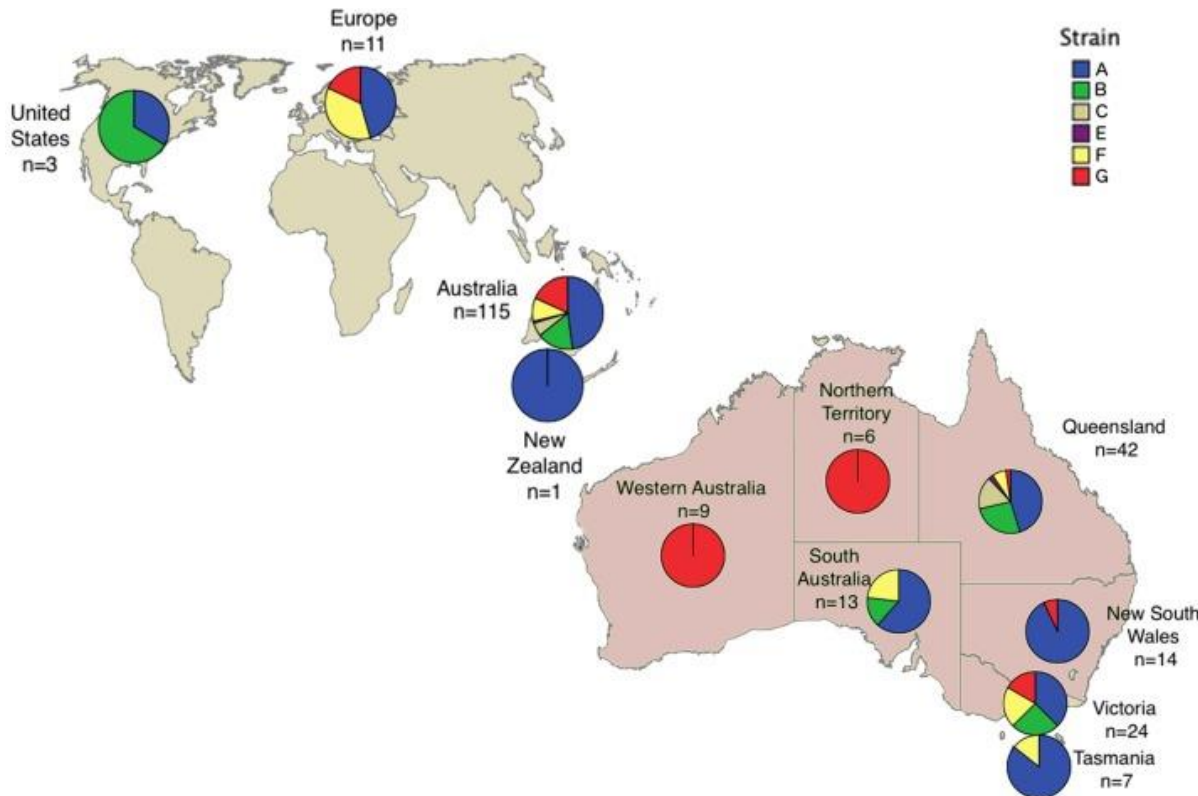 Europe
n=11
Strain
A
B
C
E
F
G
United
States
n=3
Australia
n=115
New
Zealand
n=1
Northern
Territory
n=6
Queensland
n=42
Western Australia
n=9
South
Australia
n=13
New South
Wales
n=14
Victoria
n=24
Tasmania
n=7